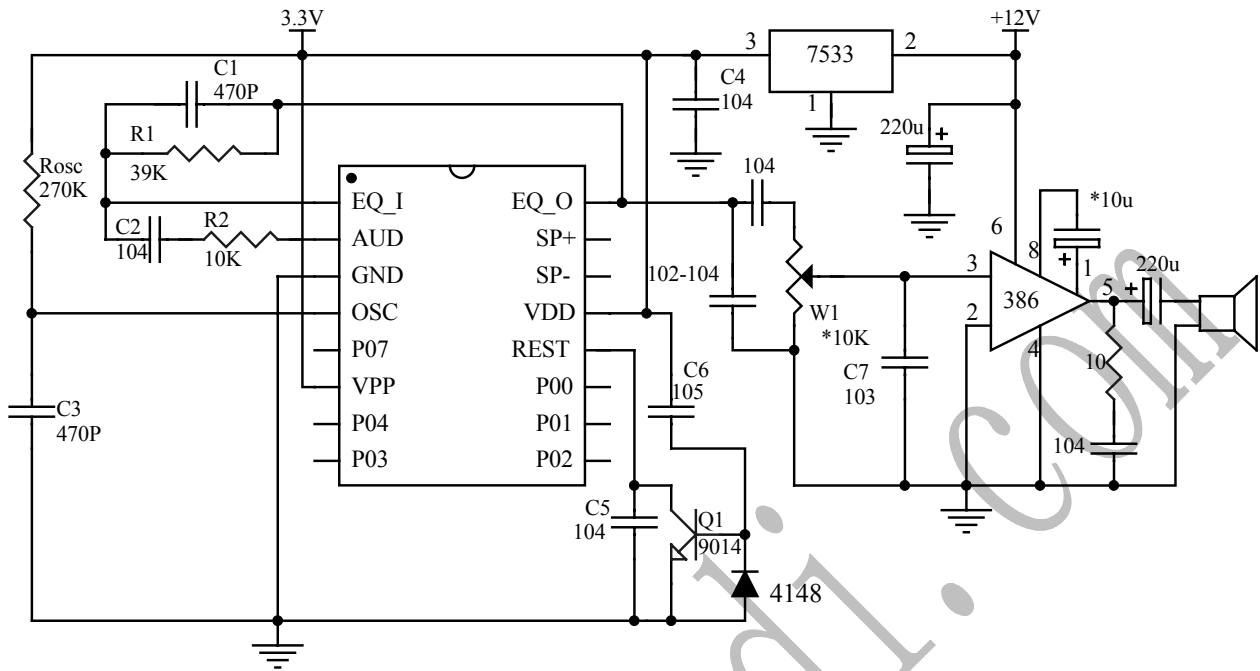 3.3V
+12V
3
7533
2
1
C1
470P
C4
104
R1
39K
220u
+
Rosc
270K
104
*10u
EQ_I
EQ_O
C2
104
R2
10K
AUD
SP+
6
8
+
1
GND
SP-
102-104
3
386
5
+
220u
OSC
VDD
W1
*10K
2
4
P07
REST
10
C6
105
C7
103
VPP
P00
C3
470P
P04
P01
104
P03
P02
C5
104
Q1
9014
4148
di.com